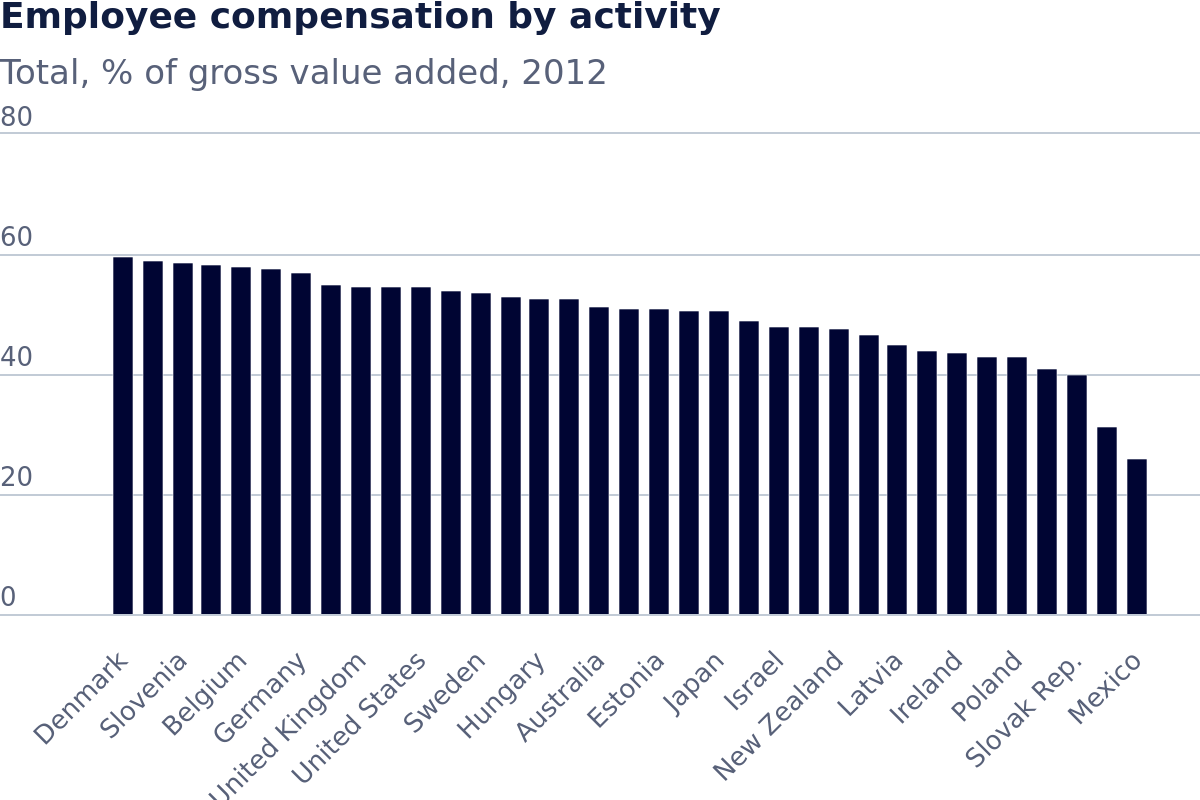 Employee compensation by activity
Total, % of gross value added, 2012
80
60
40
20
0
Denmark
Slovenia
Belgium
Germany
United Kingdom
United States
Sweden
Hungary
Australia
Estonia
Japan
Israel
New Zealand
Latvia
Ireland
Poland
Slovak Rep.
Mexico